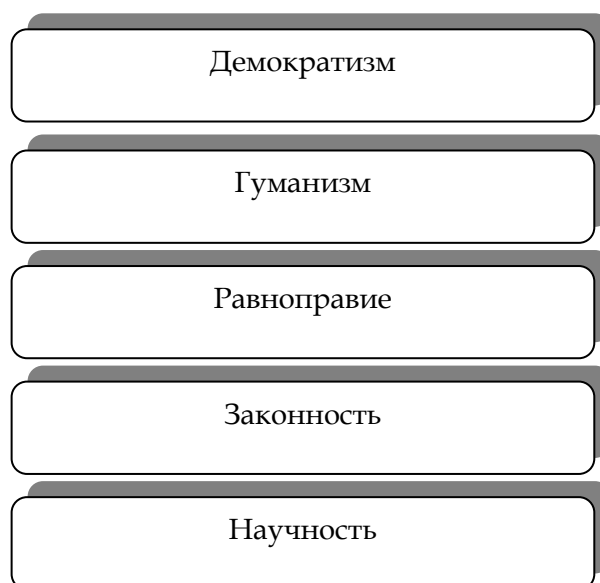 Демократизм
Гуманизм
Равноправие
Законность
Научность